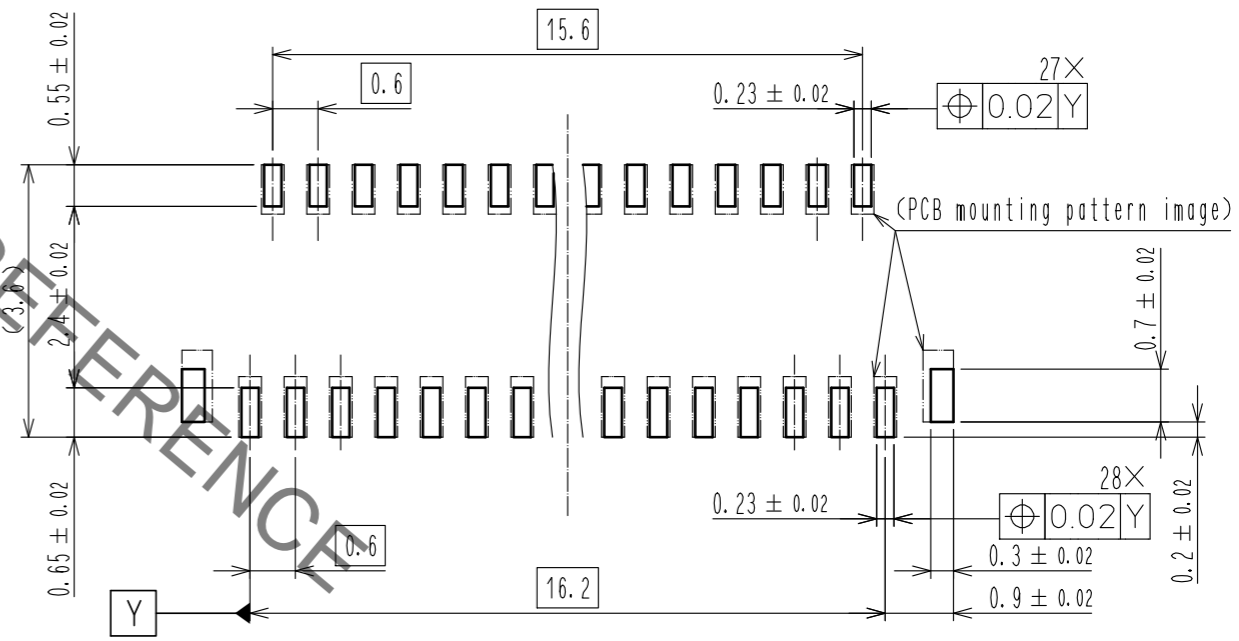 15.6
0.6
0.23 ± 0.02
27×
⌖ 0.02 Y
0.55 ± 0.02
(PCB mounting pattern image)
(3.6)
2.4 ± 0.02
0.7 ± 0.02
REFERENCE
0.65 ± 0.02
0.23 ± 0.02
28×
⌖ 0.02 Y
0.2 ± 0.02
0.6
0.3 ± 0.02
16.2
0.9 ± 0.02
Y